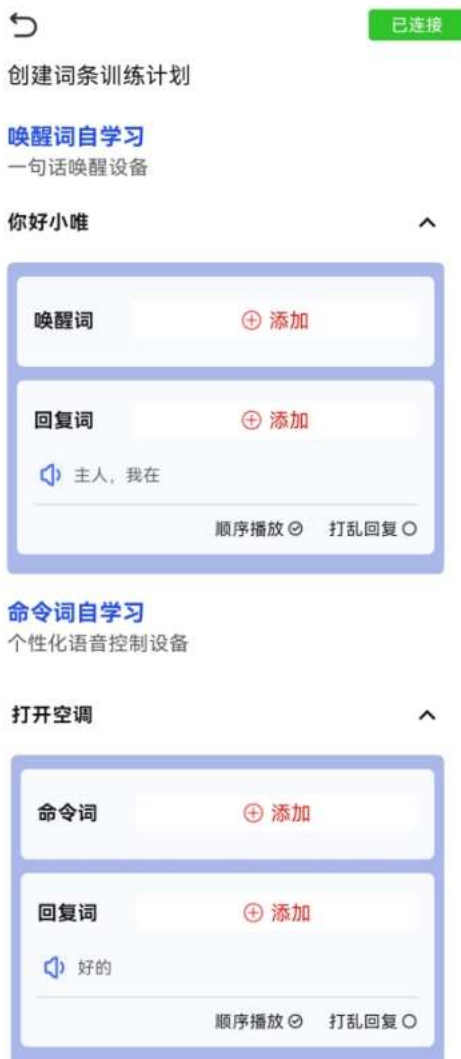 已连接
创建词条训练计划
唤醒词自学习
一句话唤醒设备
你好小唯
唤醒词 添加
回复词 添加
主人，我在
顺序播放 打乱回复
命令词自学习
个性化语音控制设备
打开空调
命令词 添加
回复词 添加
好的
顺序播放 打乱回复